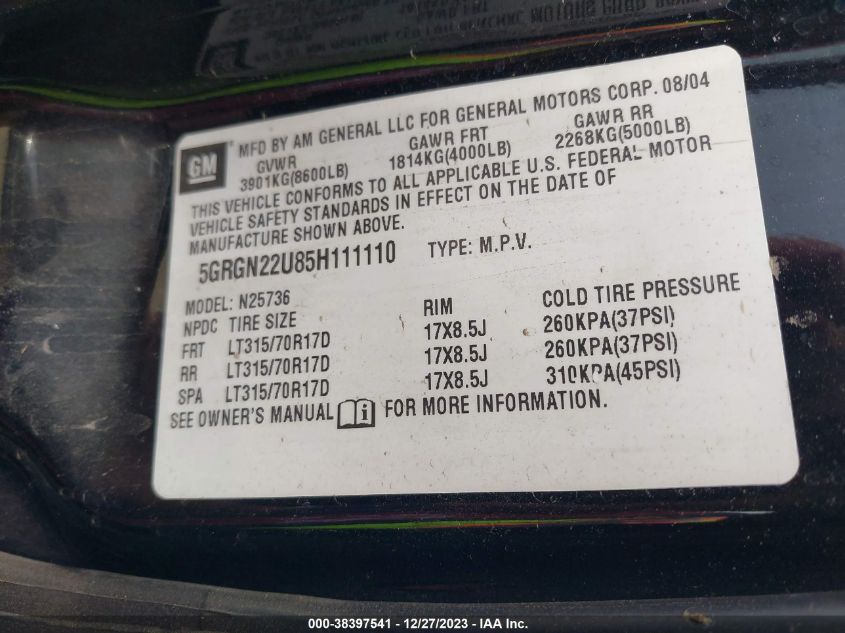 GM
MFD BY AM GENERAL LLC FOR GENERAL MOTORS CORP. 08/04
GVWR GAWR FRT GAWR RR
3901KG(8600LB) 1814KG(4000LB) 2268KG(5000LB)
THIS VEHICLE CONFORMS TO ALL APPLICABLE U.S. FEDERAL MOTOR
VEHICLE SAFETY STANDARDS IN EFFECT ON THE DATE OF
MANUFACTURE SHOWN ABOVE.
5GRGN22U85H111110 TYPE: M.P.V.
MODEL: N25736
NPDC TIRE SIZE RIM COLD TIRE PRESSURE
FRT LT315/70R17D 17X8.5J 260KPA(37PSI)
RR LT315/70R17D 17X8.5J 260KPA(37PSI)
SPA LT315/70R17D 17X8.5J 310KPA(45PSI)
SEE OWNER'S MANUAL i FOR MORE INFORMATION.
000-38397541 - 12/27/2023 - IAA Inc.